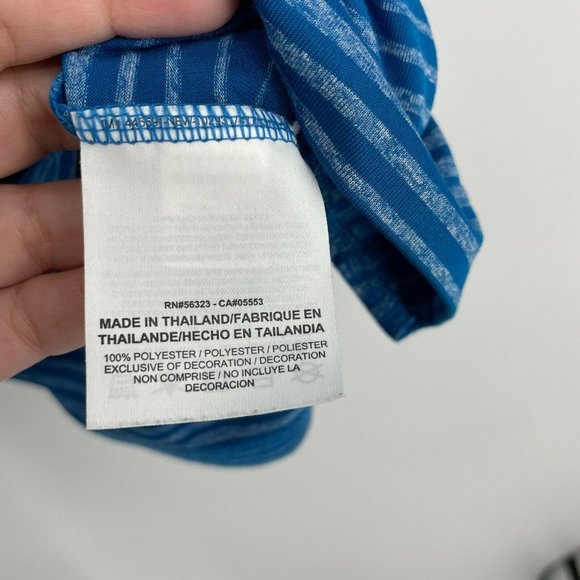 RN#56323 - CA#05553
MADE IN THAILAND/FABRIQUE EN
THAILANDE/HECHO EN TAILANDIA
100% POLYESTER / POLYESTER / POLIESTER
EXCLUSIVE OF DECORATION / DECORATION
NON COMPRISE / NO INCLUYE LA
DECORACION